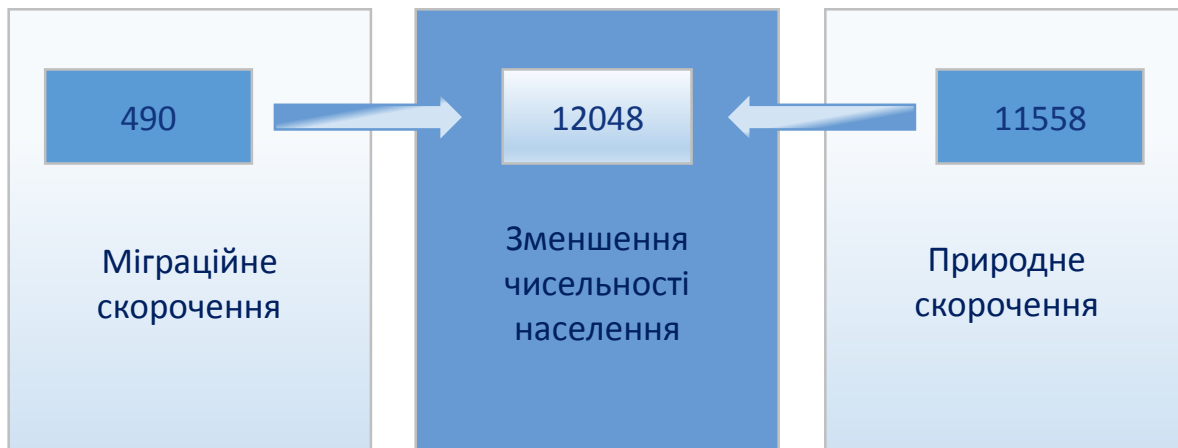 490
Міграційне
скорочення
12048
Зменшення
чисельності
населення
11558
Природне
скорочення